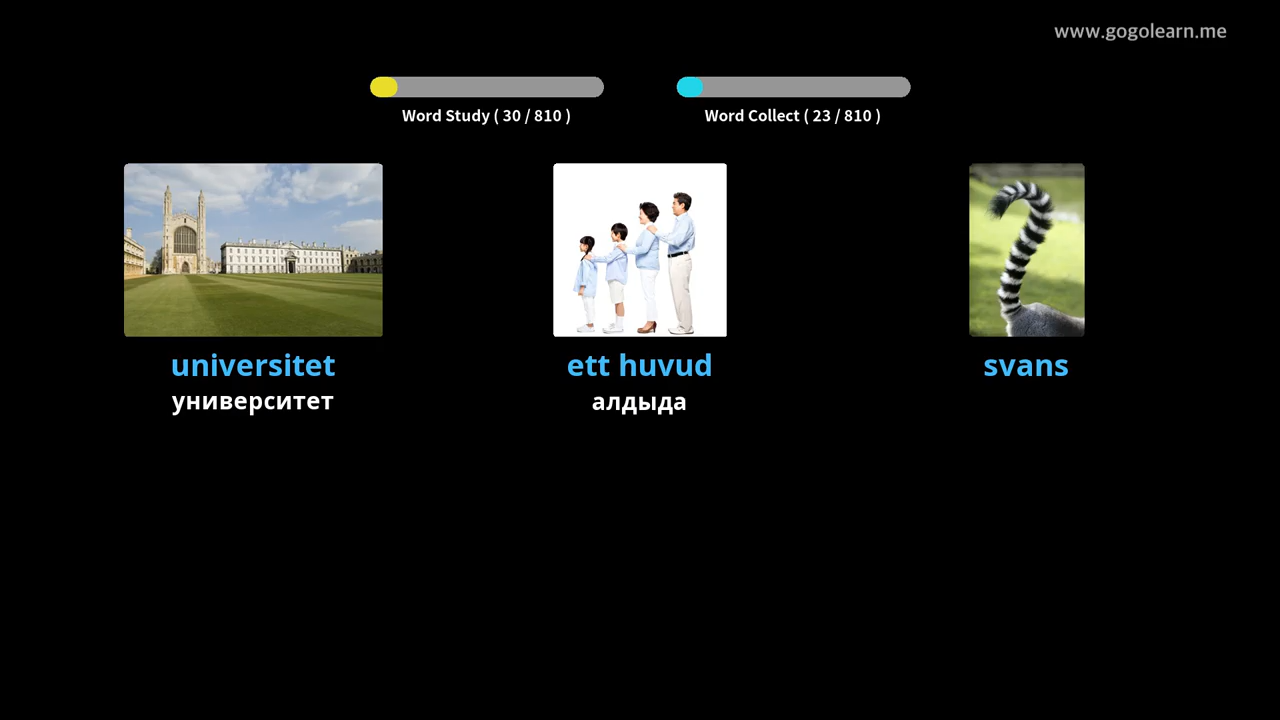 www.gogolearn.me
Word Study ( 30 / 810 )
Word Collect ( 23 / 810 )
universitet
университет
ett huvud
алдыда
svans